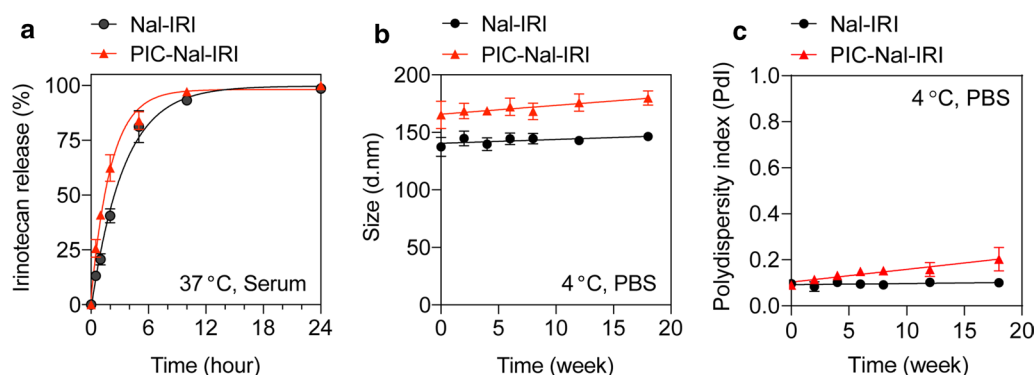 a
Nal-IRI
PIC-Nal-IRI
Irinotecan release (%)
100
75
50
25
0
37 °C, Serum
0 6 12 18 24
Time (hour)
b
Nal-IRI
PIC-Nal-IRI
Size (d.nm)
200
150
100
50
0
4 °C, PBS
0 5 10 15 20
Time (week)
c
Nal-IRI
PIC-Nal-IRI
Polydispersity index (PdI)
1.0
0.8
0.6
0.4
0.2
0.0
4 °C, PBS
0 5 10 15 20
Time (week)